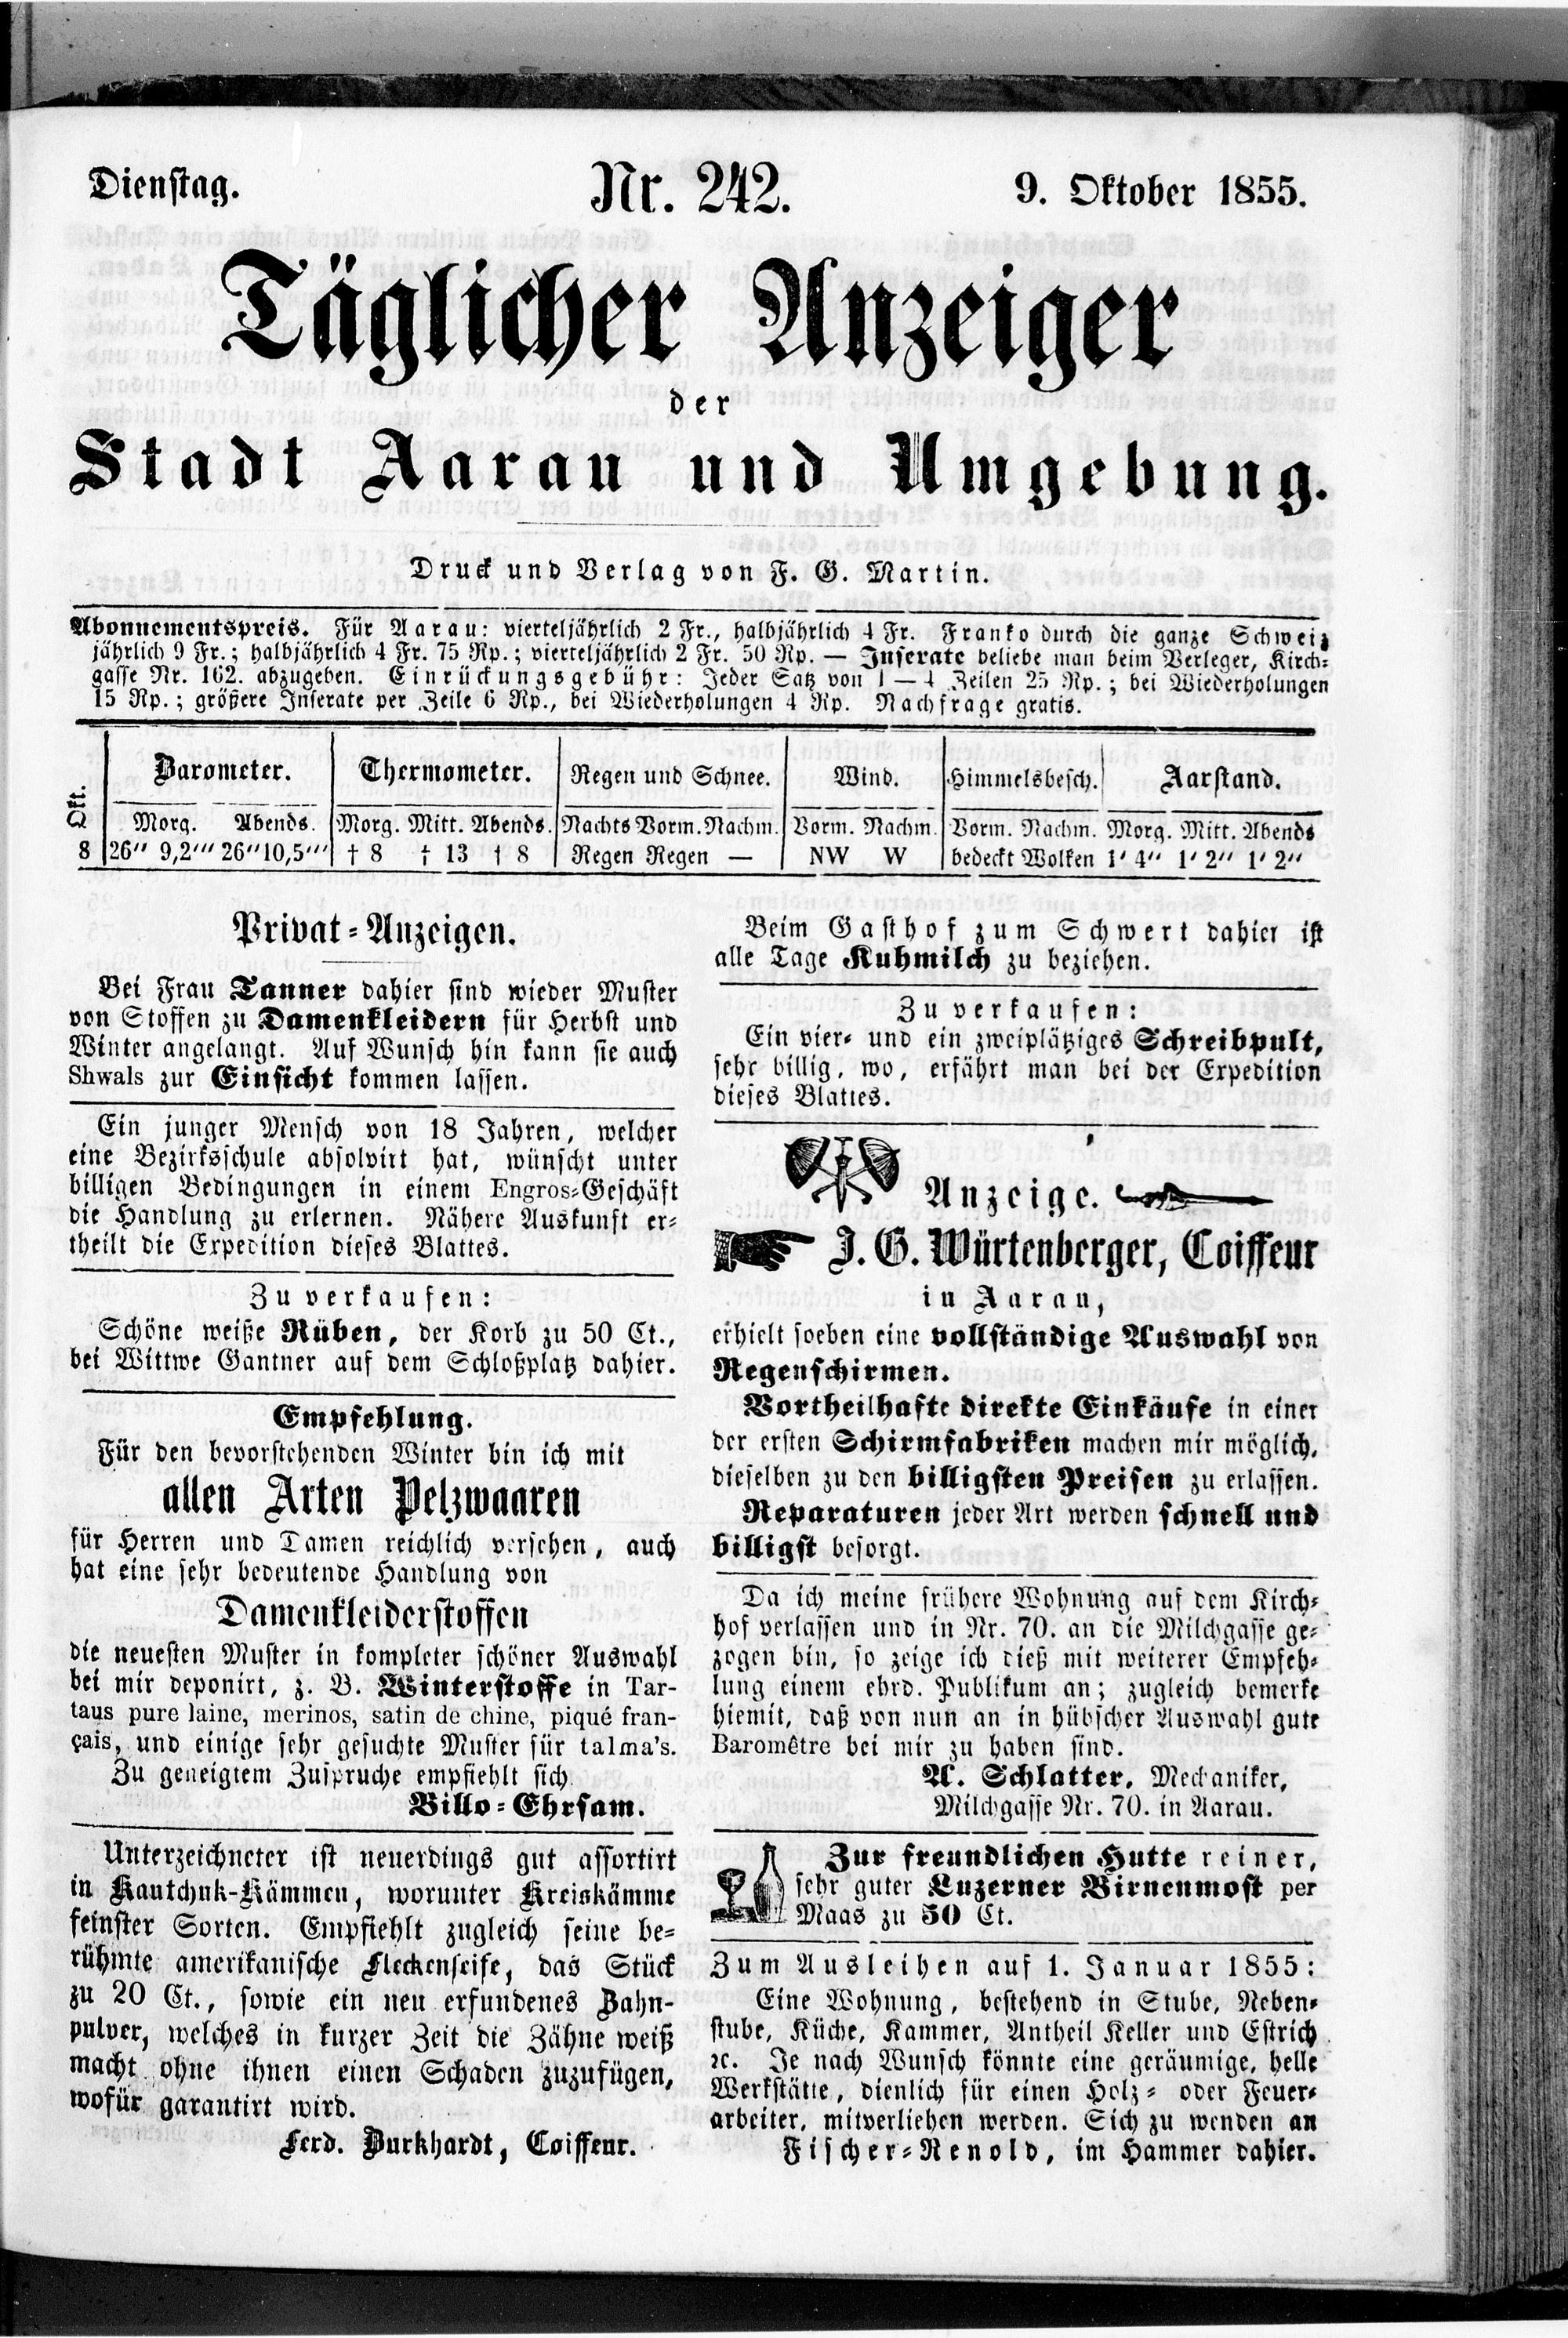 Dienstag.
Nr. 242.
9. Oktober 1855.
Täglicher Anzeiger
der
Stadt Aarau und Umgebung.
Druck und Verlag von F. G. Martin.
Abonnementspreis. Für Aarau: vierteljährlich 2 Fr., halbjährlich 4 Fr. Franko durch die ganze Schweiz
jährlich 9 Fr.; halbjährlich 4 Fr. 75 Rp.; vierteljährlich 2 Fr. 50 Rp. — Inserate beliebe man beim Verleger, Kirch-
gasse Nr. 162. abzugeben. Einrückungsgebühr: Jeder Satz von 1 — 4 Zeilen 25 Rp.; bei Wiederholungen
15 Rp.; größere Inserate per Zeile 6 Rp., bei Wiederholungen 4 Rp. Nachfrage gratis.
Okt. Barometer. Thermometer. Regen und Schnee. Wind. Himmelsbesch. Aarstand.
Morg. Abends. Morg. Mitt. Abends. Nachts Vorm. Nachm. Vorm. Nachm. Vorm. Nachm. Morg. Mitt. Abends
8 26'' 9,2''' 26'' 10,5''' † 8 † 13 † 8 Regen Regen — NW W bedeckt Wolken 1' 4'' 1' 2'' 1' 2''
Privat-Anzeigen.
Bei Frau Tanner dahier sind wieder Muster
von Stoffen zu Damenkleidern für Herbst und
Winter angelangt. Auf Wunsch hin kann sie auch
Shwals zur Einsicht kommen lassen.
Ein junger Mensch von 18 Jahren, welcher
eine Bezirksschule absolvirt hat, wünscht unter
billigen Bedingungen in einem Engros-Geschäft
die Handlung zu erlernen. Nähere Auskunft er-
theilt die Expedition dieses Blattes.
Zu verkaufen:
Schöne weiße Rüben, der Korb zu 50 Ct.,
bei Wittwe Gantner auf dem Schloßplatz dahier.
Empfehlung.
Für den bevorstehenden Winter bin ich mit
allen Arten Pelzwaaren
für Herren und Damen reichlich versehen, auch
hat eine sehr bedeutende Handlung von
Damenkleiderstoffen
die neuesten Muster in kompleter schöner Auswahl
bei mir deponirt, z. B. Winterstoffe in Tar-
taus pure laine, merinos, satin de chine, piqué fran-
çais, und einige sehr gesuchte Muster für talma's.
Zu geneigtem Zuspruche empfiehlt sich
Billo-Ehrsam.
Unterzeichneter ist neuerdings gut assortirt
in Kautchuk-Kämmen, worunter Kreiskämme
feinster Sorten. Empfiehlt zugleich seine be-
rühmte amerikanische Fleckenseife, das Stück
zu 20 Ct., sowie ein neu erfundenes Zahn-
pulver, welches in kurzer Zeit die Zähne weiß
macht ohne ihnen einen Schaden zuzufügen,
wofür garantirt wird.
Ferd. Burkhardt, Coiffeur.
Beim Gasthof zum Schwert dahier ist
alle Tage Kuhmilch zu beziehen.
Zu verkaufen:
Ein vier- und ein zweiplätziges Schreibpult,
sehr billig, wo, erfährt man bei der Expedition
dieses Blattes.
Anzeige.
J. G. Würtenberger, Coiffeur
in Aarau,
erhielt soeben eine vollständige Auswahl von
Regenschirmen.
Vortheilhafte direkte Einkäufe in einer
der ersten Schirmfabriken machen mir möglich,
dieselben zu den billigsten Preisen zu erlassen.
Reparaturen jeder Art werden schnell und
billigst besorgt.
Da ich meine frühere Wohnung auf dem Kirch-
hof verlassen und in Nr. 70. an die Milchgasse ge-
zogen bin, so zeige ich dieß mit weiterer Empfeh-
lung einem ehrd. Publikum an; zugleich bemerke
hiemit, daß von nun an in hübscher Auswahl gute
Baromêtre bei mir zu haben sind.
A. Schlatter, Mechaniker,
Milchgasse Nr. 70. in Aarau.
Zur freundlichen Hutte reiner,
sehr guter Luzerner Birnenmost per
Maas zu 50 Ct.
Zum Ausleihen auf 1. Januar 1855:
Eine Wohnung, bestehend in Stube, Neben-
stube, Küche, Kammer, Antheil Keller und Estrich
ꝛc. Je nach Wunsch könnte eine geräumige, helle
Werkstätte, dienlich für einen Holz- oder Feuer-
arbeiter, mitverliehen werden. Sich zu wenden an
Fischer-Renold, im Hammer dahier.